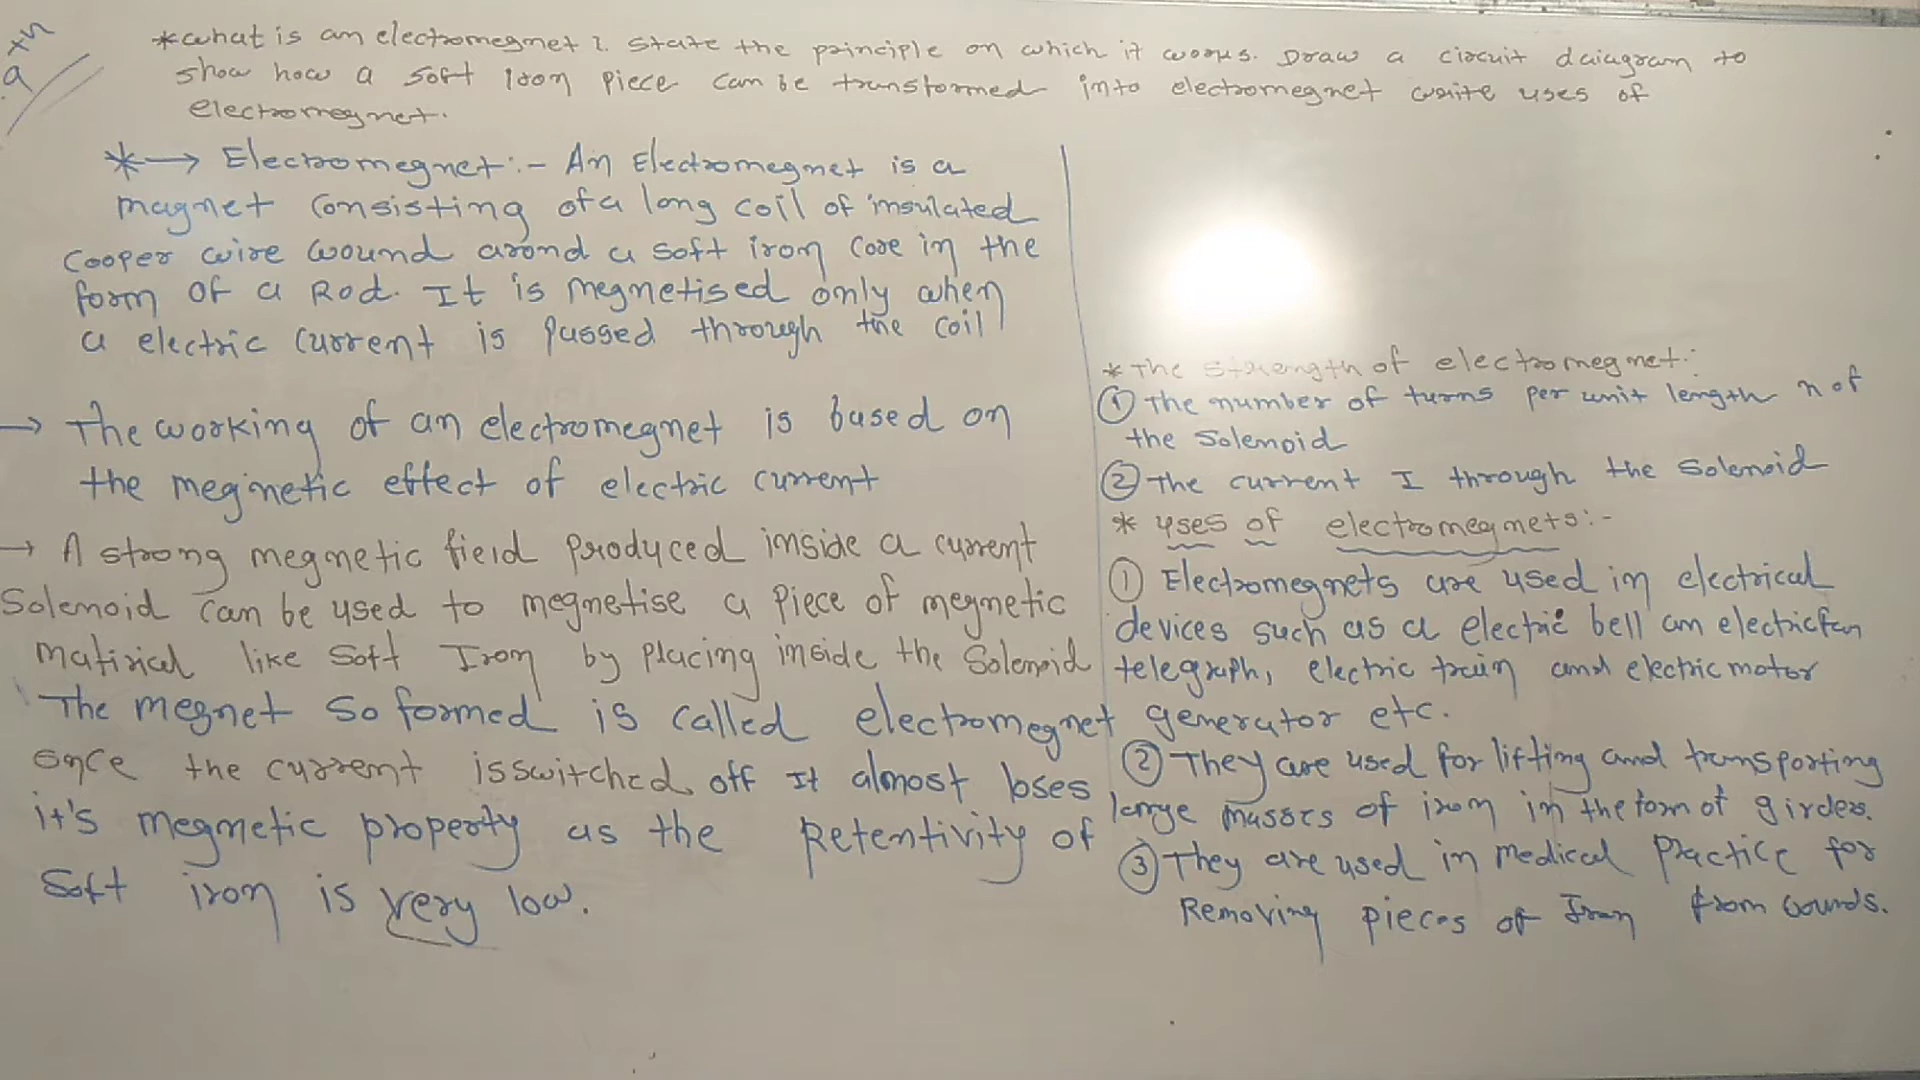 *what is an electromegnet? state the principle on which it works. Draw a circuit daiagram to
show how a soft Iron piece can be transformed into electromegnet write uses of
electromegnet.
*→ Electromegnet:- An Electromegnet is a
magnet consisting of a long coil of insulated
cooper wire wound arond a soft iron core in the
form of a Rod. It is megnetised only when
a electric current is passed through the coil
→ The working of an electromegnet is based on
the megnetic effect of electric current
→ A strong megnetic field produced inside a current
Solenoid can be used to megnetise a piece of megnetic
matirial like soft Iron by placing inside the Solenoid
The megnet so formed is called electromegnet
once the current is switched off It almost loses
it's megnetic property as the Retentivity of
Soft iron is very low.
* The strength of electromegnet:
① The number of turns per unit length n of
the Solenoid
② The current I through the Solenoid
* uses of electromegnets:-
① Electromegnets are used in electrical
devices such as a electric bell an electric fan
telegraph, electric train and electric motor
generator etc.
② They are used for lifting and transporting
large masses of iron in the form of girders.
③ They are used in medical practice for
Removing pieces of Iron from wounds.